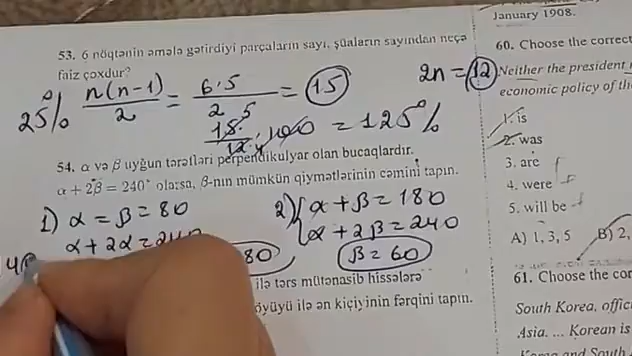 53. 6 nöqtənin əmələ gətirdiyi parçaların sayı, şüaların sayından neçə
faiz çoxdur?
25% n(n-1)/2 = 6·5/2 = 15
2n = 12
18·5/12 · 100 = 125%
54. α və β uyğun tərəfləri perpendikulyar olan bucaqlardır.
α + 2β = 240° olarsa, β-nın mümkün qiymətlərinin cəmini tapın.
1) α = β = 80
α + 2α = 240
80
140
2) α + β = 180
α + 2β = 240
β = 60
ilə tərs mütənasib hissələrə
öyüyü ilə ən kiçiyinin fərqini tapın.
January 1908.
60. Choose the correct
Neither the president
economic policy of th
1. is
2. was
3. are
4. were
5. will be
A) 1, 3, 5
B) 2,
61. Choose the cor
South Korea, offic
Asia. ... Korean is
and South